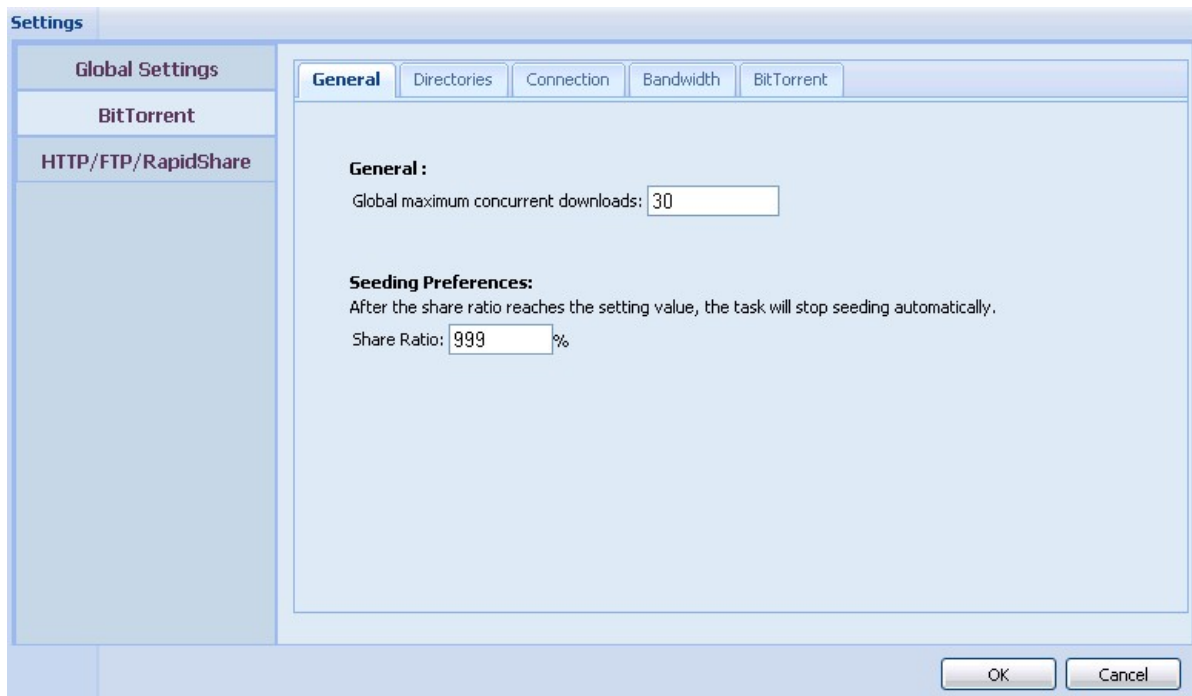 Settings
Global Settings
BitTorrent
HTTP/FTP/RapidShare
General Directories Connection Bandwidth BitTorrent
General :
Global maximum concurrent downloads: 30
Seeding Preferences:
After the share ratio reaches the setting value, the task will stop seeding automatically.
Share Ratio: 999 %
OK Cancel